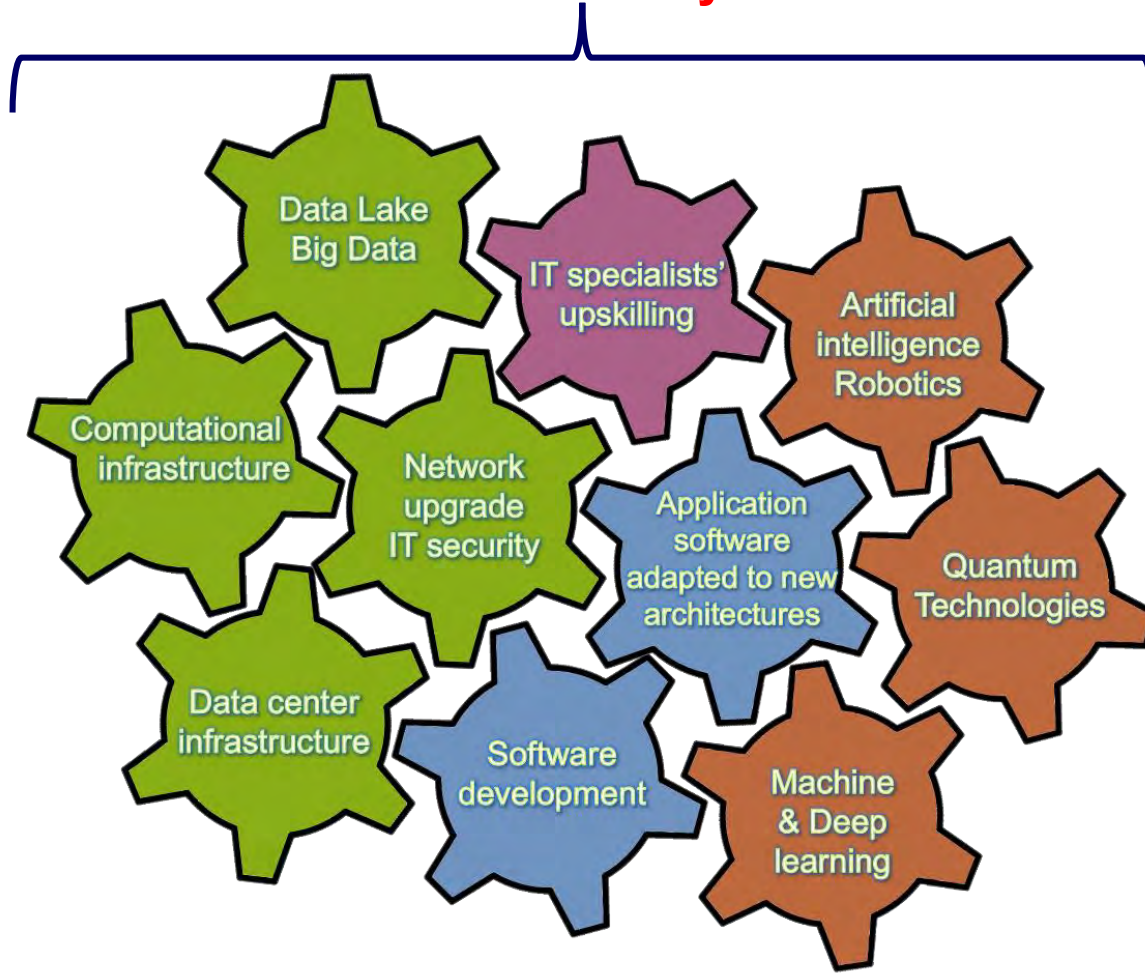 Data Lake
Big Data
IT specialists'
upskilling
Artificial
intelligence
Robotics
Computational
infrastructure
Network
upgrade
IT security
Application
software
adapted to new
architectures
Quantum
Technologies
Data center
infrastructure
Software
development
Machine
& Deep
learning